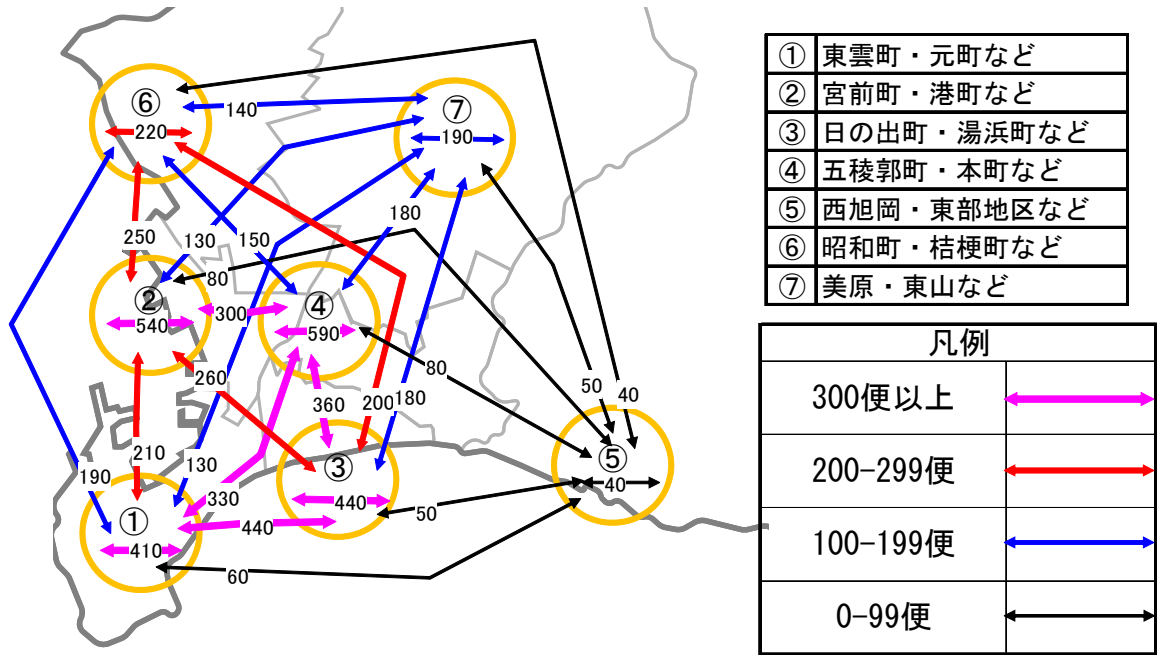 ① 東雲町・元町など
② 宮前町・港町など
③ 日の出町・湯浜町など
④ 五稜郭町・本町など
⑤ 西旭岡・東部地区など
⑥ 昭和町・桔梗町など
⑦ 美原・東山など
凡例
300便以上
200-299便
100-199便
0-99便
⑥
220
140
⑦
190
250
130
150
180
80
②
540
300
④
590
260
80
360
200
180
50
40
210
190
130
330
③
440
50
⑤
40
①
410
440
60